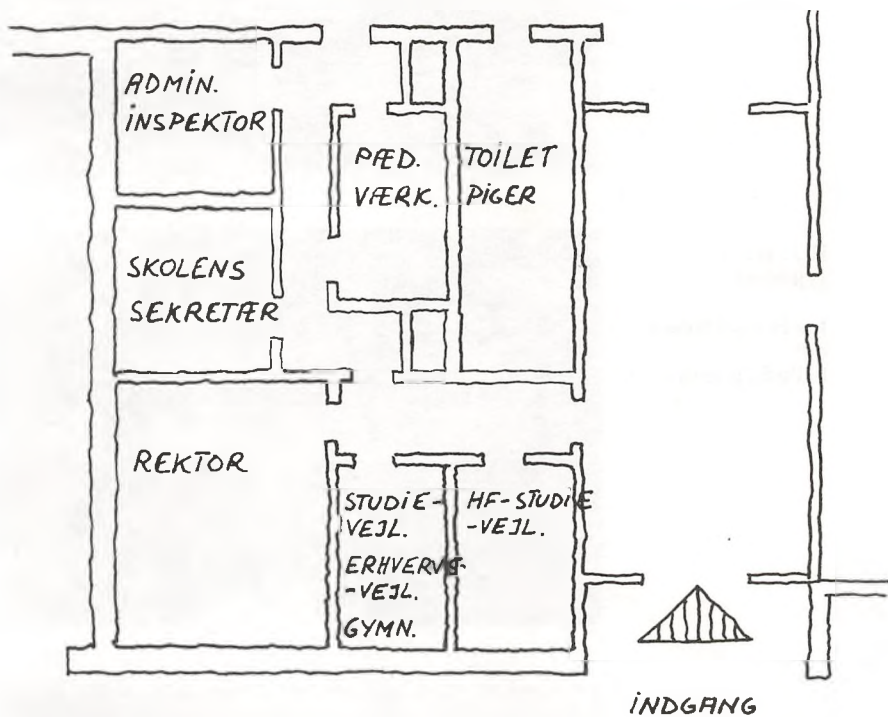 ADMIN.
INSPEKTOR
PÆD.
VÆRK.
TOILET
PIGER
SKOLENS
SEKRETÆR
REKTOR
STUDIE-
VEJL.
ERHVERVS-
-VEJL.
GYMN.
HF-STUDIE
-VEJL.
INDGANG